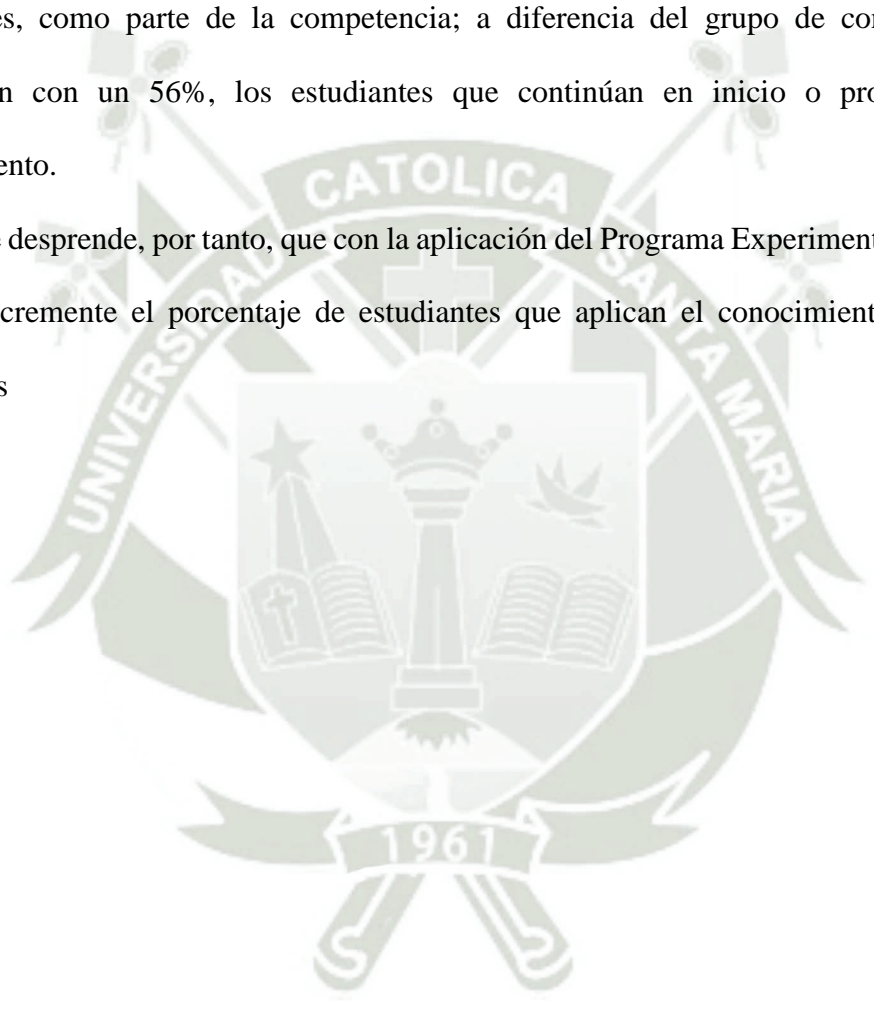 es, como parte de la competencia; a diferencia del grupo de con
n con un 56%, los estudiantes que continúan en inicio o pro
ento.
desprende, por tanto, que con la aplicación del Programa Experiment
cremente el porcentaje de estudiantes que aplican el conocimient
s
UNIVERSIDAD CATOLICA SANTA MARIA
1961